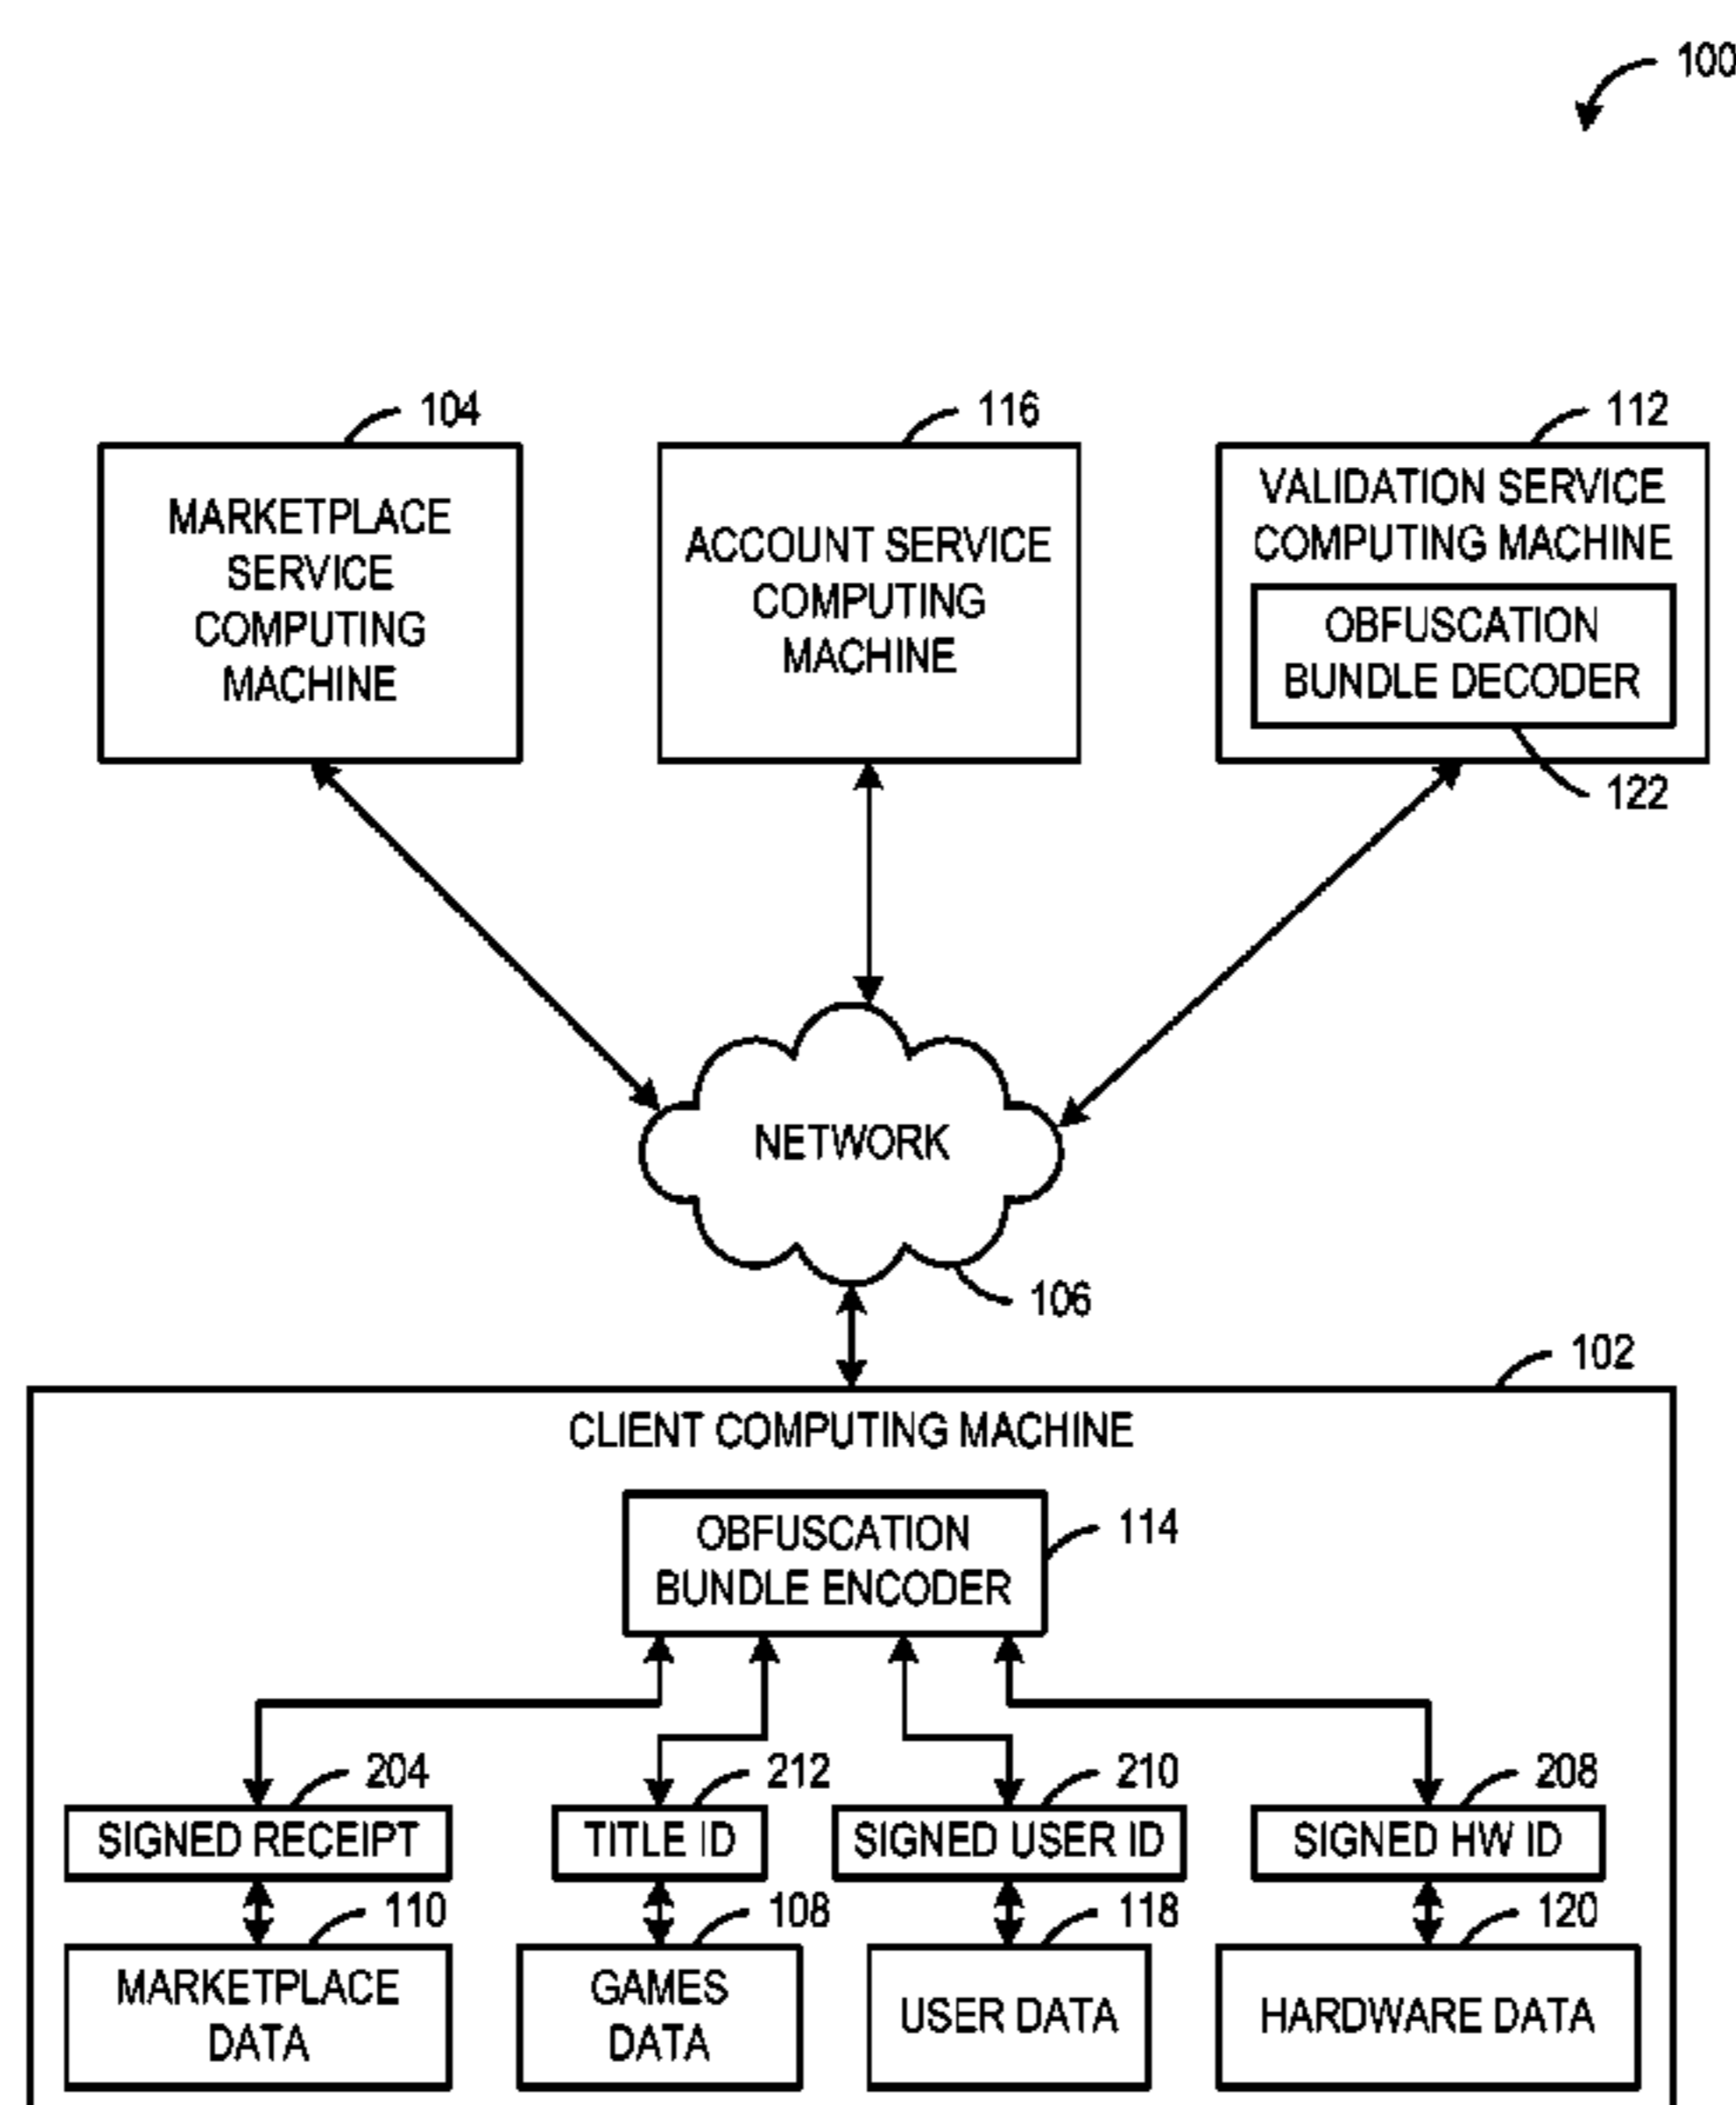 100
104
116
112
MARKETPLACE
SERVICE
COMPUTING
MACHINE
ACCOUNT SERVICE
COMPUTING
MACHINE
VALIDATION SERVICE
COMPUTING MACHINE
OBFUSCATION
BUNDLE DECODER
122
NETWORK
106
102
CLIENT COMPUTING MACHINE
OBFUSCATION
BUNDLE ENCODER
114
204
212
210
208
SIGNED RECEIPT
TITLE ID
SIGNED USER ID
SIGNED HW ID
110
108
118
120
MARKETPLACE
DATA
GAMES
DATA
USER DATA
HARDWARE DATA